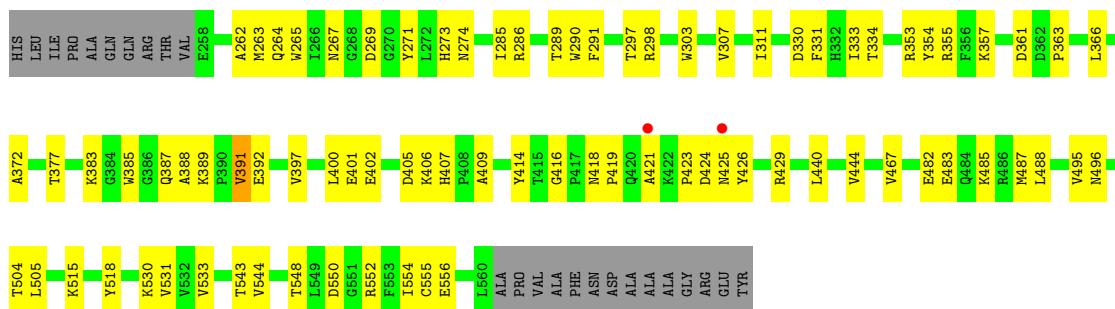 HIS LEU ILE PRO ALA GLN GLN ARG THR VAL E258 A262 M263 Q264 W265 I266 N267 G268 D269 G270 Y271 L272 H273 N274 I285 R286 T289 W290 F291 T297 R298 W303 V307 I311 D330 F331 H332 I333 T334 R353 Y354 R355 F356 K357 D361 D362 P363 L366
A372 T377 K383 G384 W385 G386 Q387 A388 K389 P390 V391 E392 V397 L400 E401 E402 D405 K406 H407 P408 A409 Y414 T415 G416 P417 N418 P419 Q420 A421 K422 P423 D424 N425 Y426 R429 L440 V444 V467 E482 E483 Q484 K485 R486 M487 L488 V495 N496
T504 L505 K515 Y518 K530 V531 V532 V533 T543 V544 T548 L549 D550 G551 R552 F553 I554 C555 E556 L560 ALA PRO VAL ALA PHE ASN ASP ALA ALA ALA GLY ARG GLU TYR